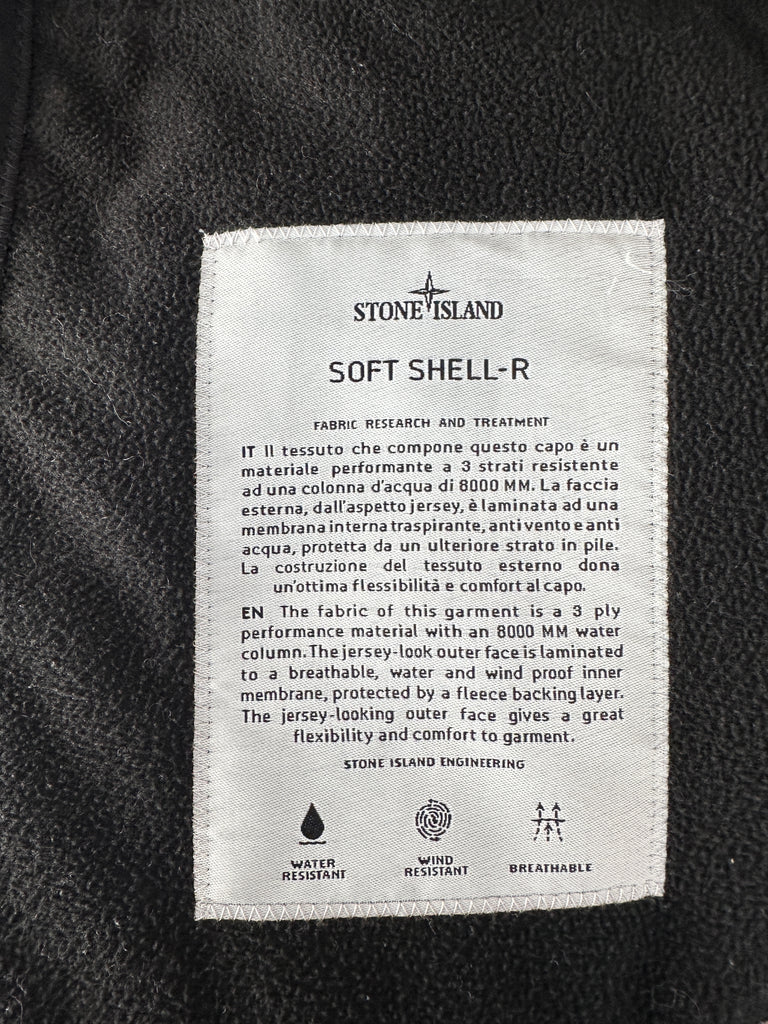 STONE ISLAND
SOFT SHELL-R
FABRIC RESEARCH AND TREATMENT
IT Il tessuto che compone questo capo è un
materiale performante a 3 strati resistente
ad una colonna d'acqua di 8000 MM. La faccia
esterna, dall'aspetto jersey, è laminata ad una
membrana interna traspirante, antivento e anti
acqua, protetta da un ulteriore strato in pile.
La costruzione del tessuto esterno dona
un'ottima flessibilità e comfort al capo.
EN The fabric of this garment is a 3 ply
performance material with an 8000 MM water
column. The jersey-look outer face is laminated
to a breathable, water and wind proof inner
membrane, protected by a fleece backing layer.
The jersey-looking outer face gives a great
flexibility and comfort to garment.
STONE ISLAND ENGINEERING
WATER
RESISTANT
WIND
RESISTANT
BREATHABLE